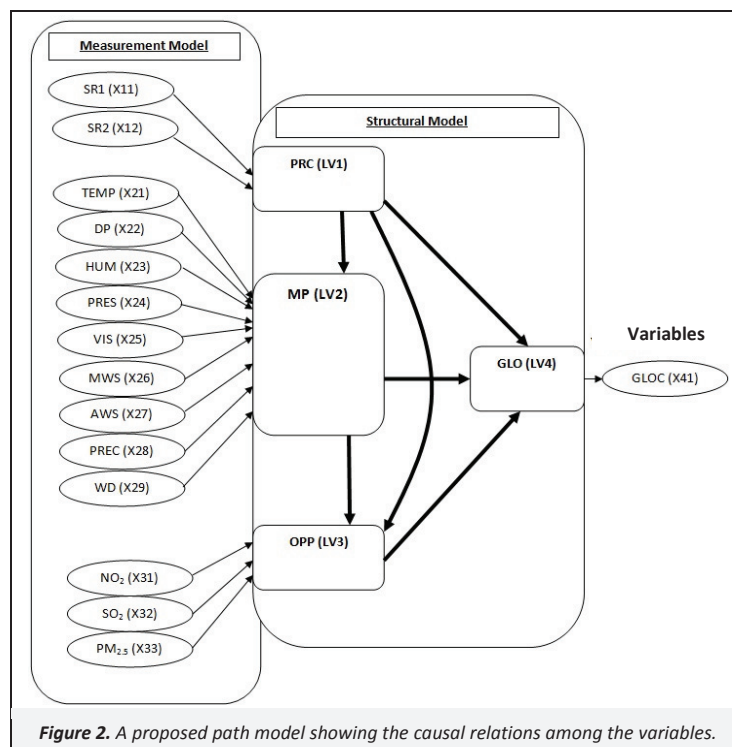 Measurement Model
SR1 (X11)
SR2 (X12)
TEMP (X21)
DP (X22)
HUM (X23)
PRES (X24)
VIS (X25)
MWS (X26)
AWS (X27)
PREC (X28)
WD (X29)
NO₂ (X31)
SO₂ (X32)
PM₂.₅ (X33)
Structural Model
PRC (LV1)
MP (LV2)
OPP (LV3)
GLO (LV4)
Variables
GLOC (X41)
Figure 2. A proposed path model showing the causal relations among the variables.